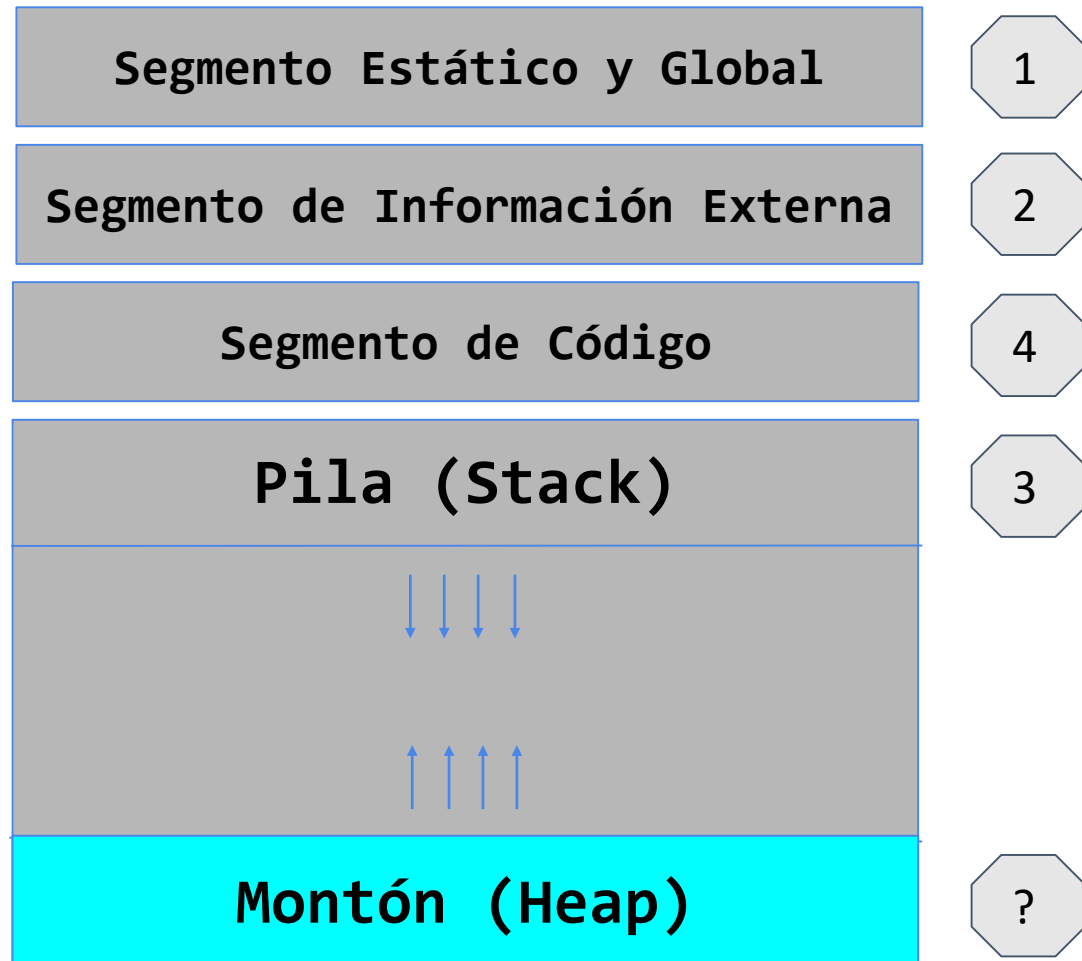 Segmento Estático y Global
1
Segmento de Información Externa
2
Segmento de Código
4
Pila (Stack)
3
Montón (Heap)
?